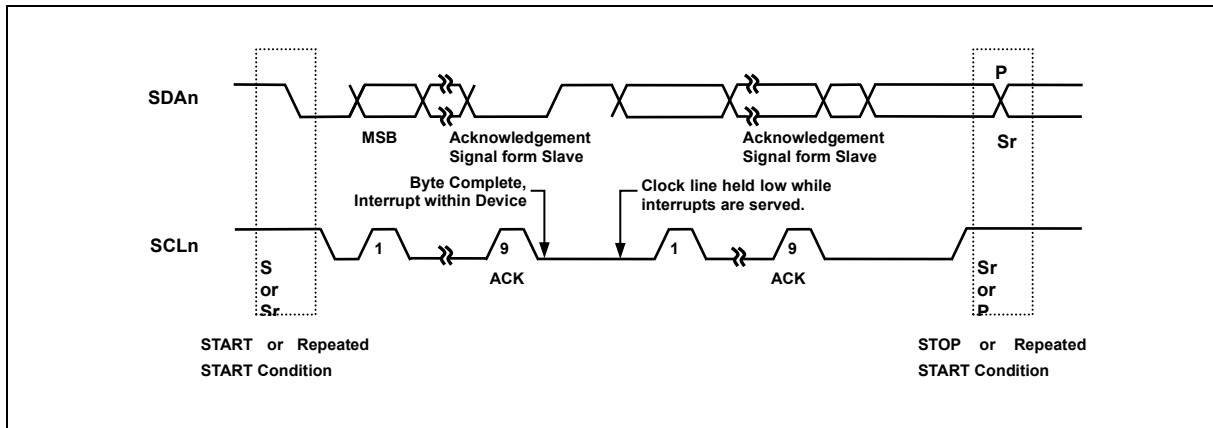 P
SDAn
MSB
Acknowledgement
Signal form Slave
Acknowledgement
Signal form Slave
Sr
Byte Complete,
Interrupt within Device
Clock line held low while
interrupts are served.
SCLn
1
9
1
9
ACK
ACK
S
or
Sr
Sr
or
P
START or Repeated
START Condition
STOP or Repeated
START Condition